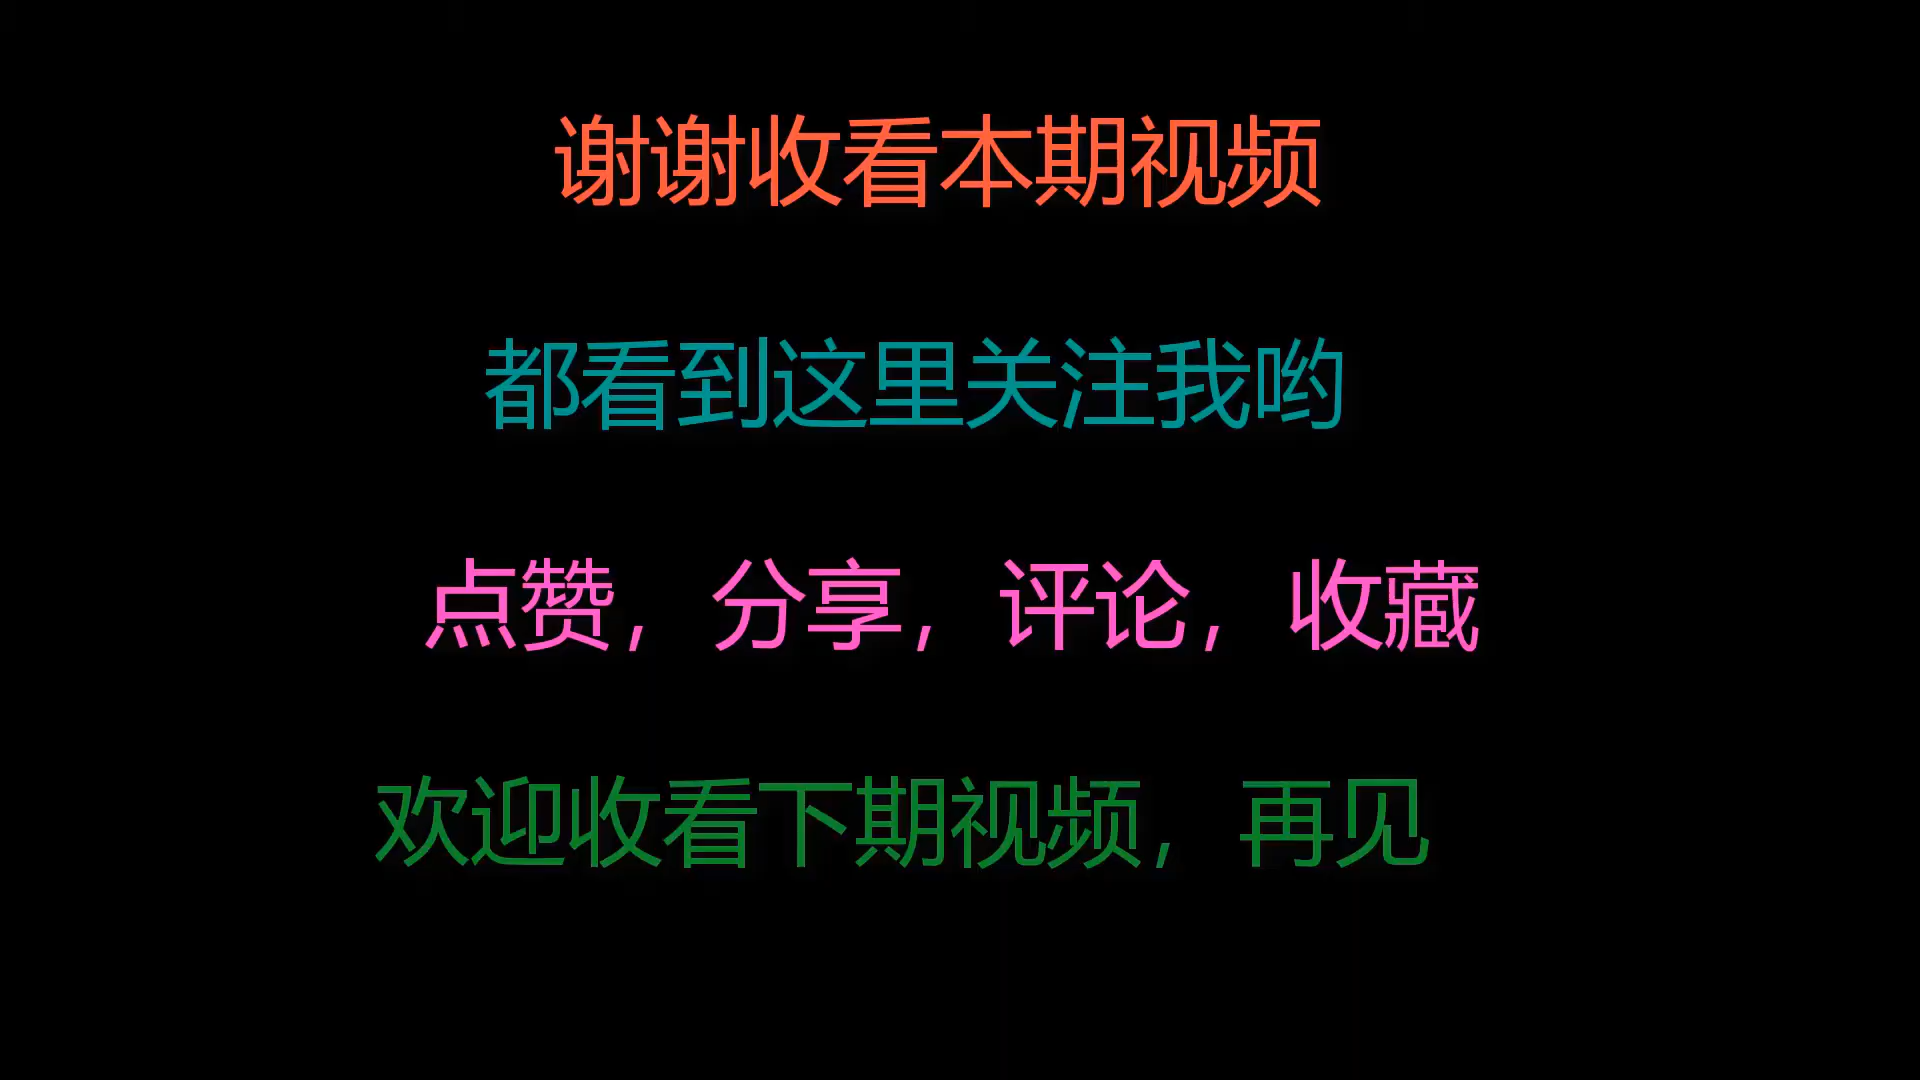 谢谢收看本期视频
都看到这里关注我哟
点赞，分享，评论，收藏
欢迎收看下期视频，再见